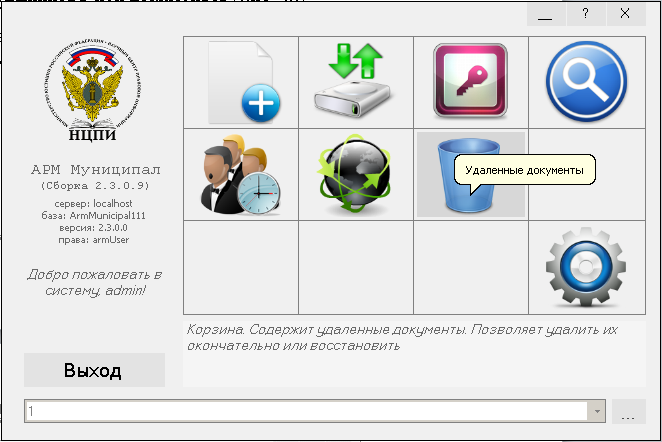 ?
X
НЦПИ
АРМ Муниципал
(Сборка 2.3.0.9)
сервер: localhost
база: ArmMunicipal111
версия: 2.3.0.0
права: armUser
Добро пожаловать в
систему, admin!
Удаленные документы
Корзина. Содержит удаленные документы. Позволяет удалить их
окончательно или восстановить
Выход
1
...